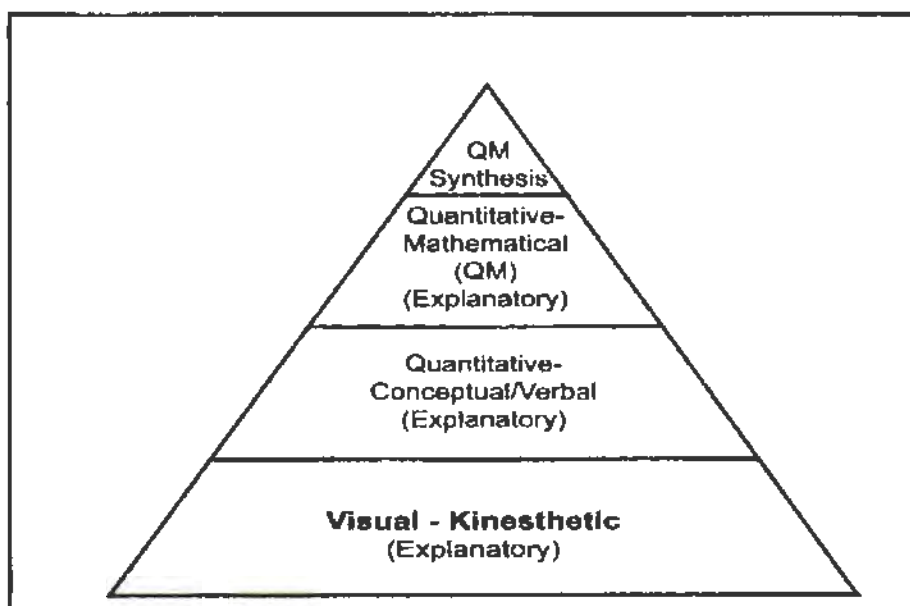 QM
Synthesis
Quantitative-
Mathematical
(QM)
(Explanatory)
Quantitative-
Conceptual/Verbal
(Explanatory)
Visual - Kinesthetic
(Explanatory)